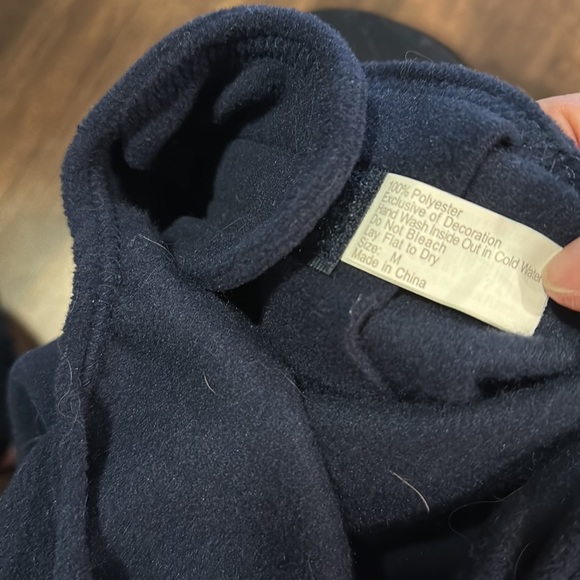 100% Polyester
Exclusive of Decoration
Hand Wash Inside Out in Cold Water
Do Not Bleach
Lay Flat to Dry
Size: M
Made in China